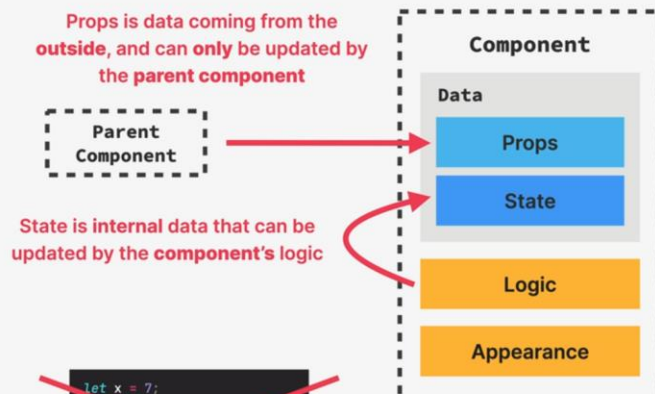 Props is data coming from the
outside, and can only be updated by
the parent component
Parent
Component
State is internal data that can be
updated by the component's logic
let x = 7;
Component
Data
Props
State
Logic
Appearance